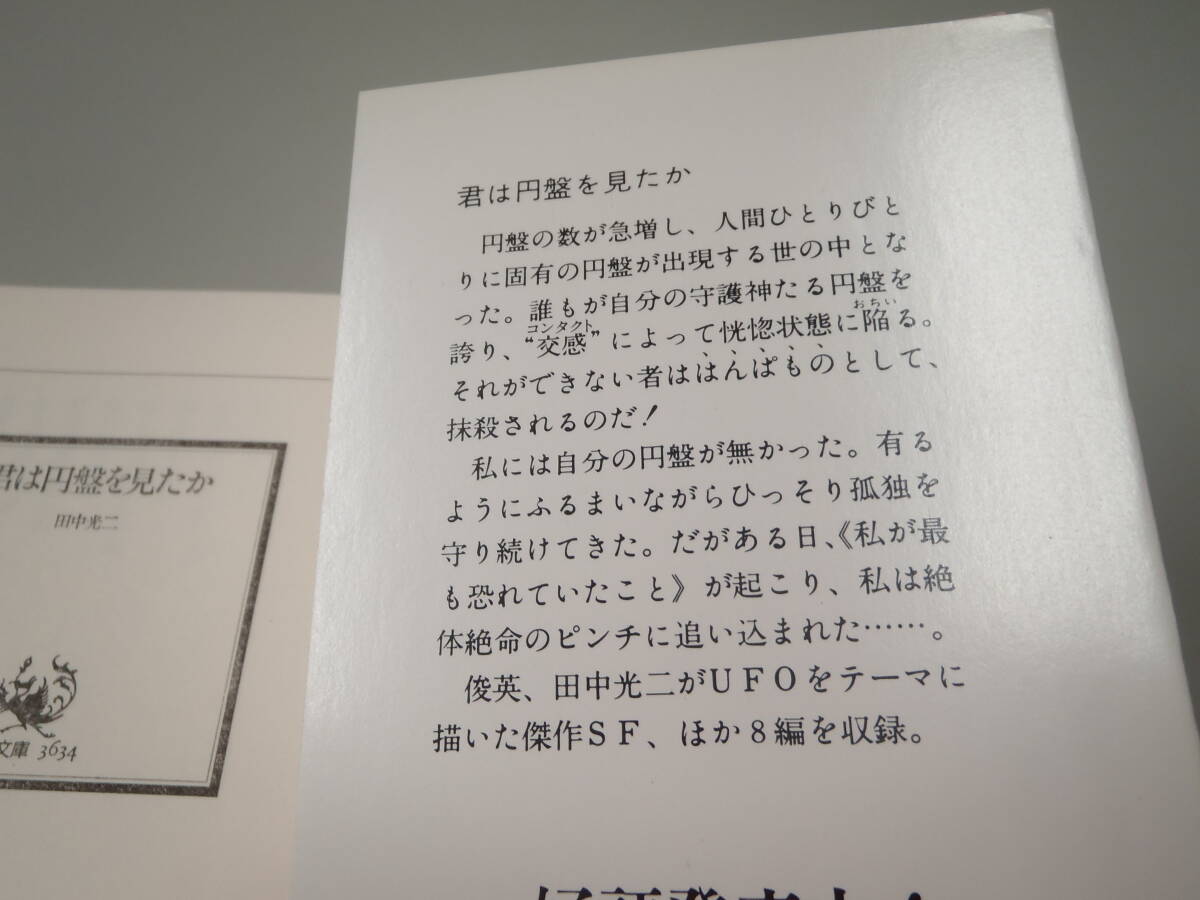 君は円盤を見たか
円盤の数が急増し、人間ひとりびと
りに固有の円盤が出現する世の中とな
った。誰もが自分の守護神たる円盤を
コンタクト
おちい
誇り、“交感”によって恍惚状態に陥る。
それができない者ははんぱものとして、
抹殺されるのだ!
私には自分の円盤が無かった。有る
ようにふるまいながらひっそり孤独を
守り続けてきた。だがある日、《私が最
も恐れていたこと》が起こり、私は絶
体絶命のピンチに追い込まれた……。
俊英、田中光二がUFOをテーマに
描いた傑作SF、ほか8編を収録。
君は円盤を見たか
田中光二
文庫 3634